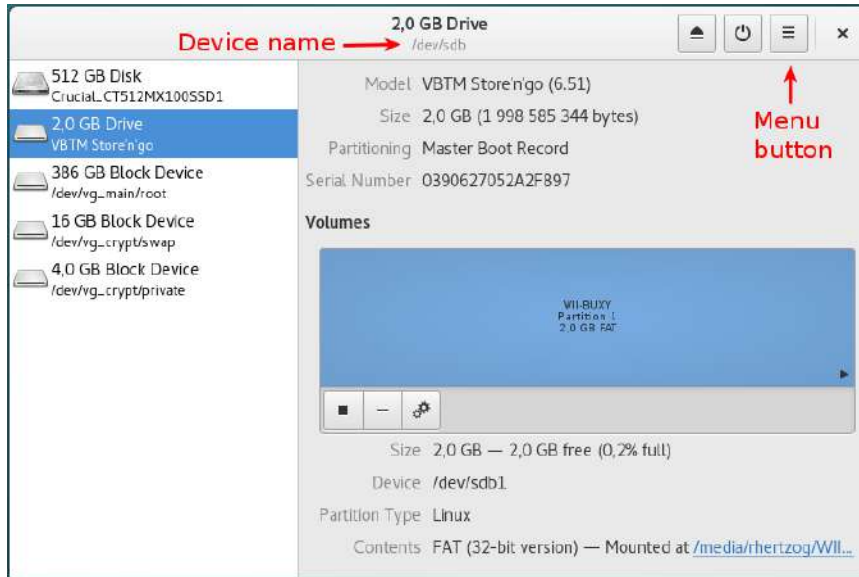 2,0 GB Drive
/dev/sdb
Device name
Menu
button
512 GB Disk
Crucial_CT512MX100SSD1
2,0 GB Drive
VBTM Store'n'go
386 GB Block Device
/dev/vg_main/root
16 GB Block Device
/dev/vg_crypt/swap
4,0 GB Block Device
/dev/vg_crypt/private
Model VBTM Store'n'go (6.51)
Size 2,0 GB (1 998 585 344 bytes)
Partitioning Master Boot Record
Serial Number 0390627052A2F897
Volumes
WII-BUXY
Partition 1
2.0 GB FAT
Size 2,0 GB — 2,0 GB free (0,2% full)
Device /dev/sdb1
Partition Type Linux
Contents FAT (32-bit version) — Mounted at /media/rhertzog/WII...